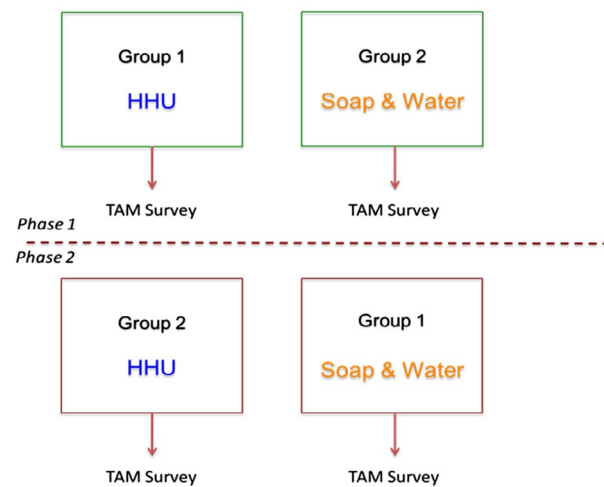 Group 1
HHU
Group 2
Soap & Water
TAM Survey
TAM Survey
Phase 1
Phase 2
Group 2
HHU
Group 1
Soap & Water
TAM Survey
TAM Survey